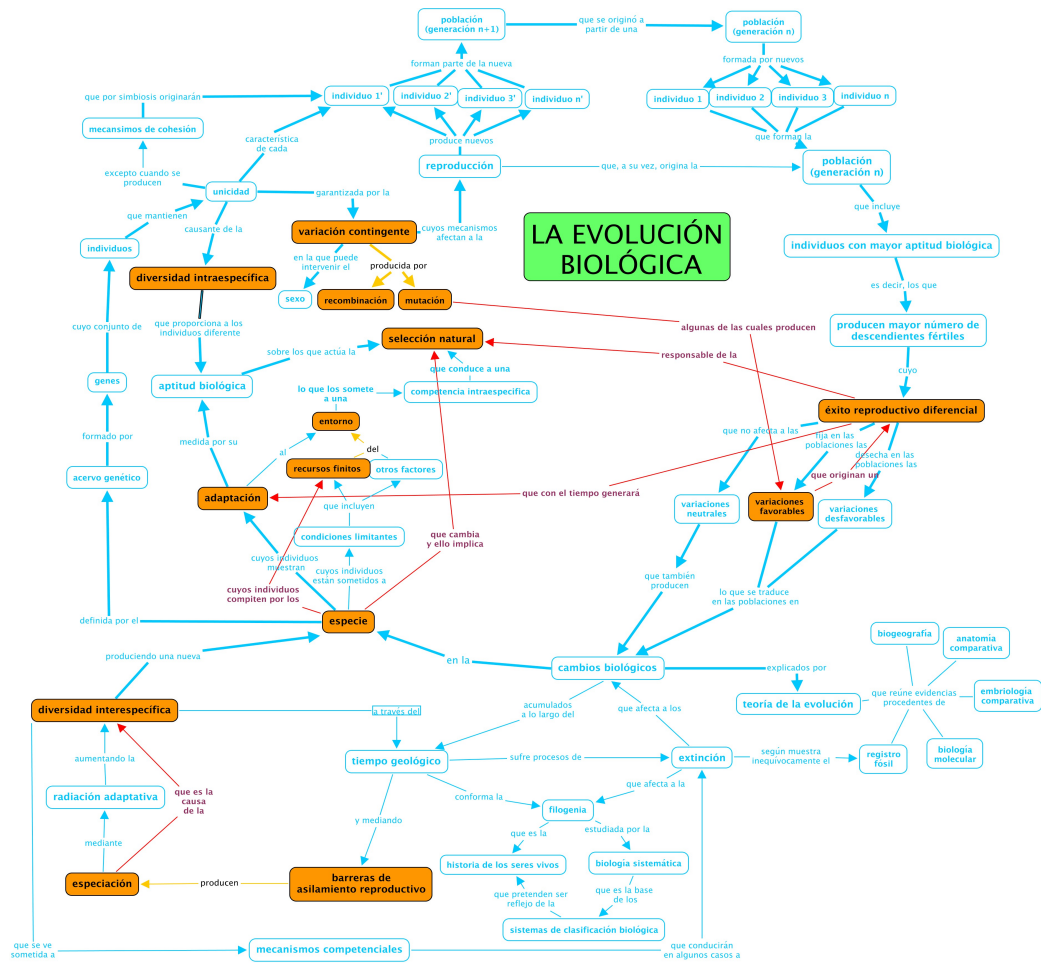 población
(generación n+1)
que se originó a
partir de una
población
(generación n)
forman parte de la nueva
formada por nuevos
que por simbiosis originarán
individuo 1'
individuo 2'
individuo 3'
individuo n'
individuo 1
individuo 2
individuo 3
individuo n
mecansimos de cohesión
característica
de cada
produce nuevos
que forman la
excepto cuando se
producen
reproducción
que, a su vez, origina la
población
(generación n)
unicidad
garantizada por la
que mantienen
causante de la
variación contingente
cuyos mecanismos
afectan a la
LA EVOLUCIÓN
BIOLÓGICA
que incluye
individuos
individuos con mayor aptitud biológica
diversidad intraespecífica
en la que puede
intervenir el
producida por
es decir, los que
sexo
recombinación
mutación
cuyo conjunto de
que proporciona a los
individuos diferente
algunas de las cuales producen
producen mayor número de
descendientes fértiles
selección natural
sobre los que actúa la
responsable de la
genes
aptitud biológica
que conduce a una
cuyo
lo que los somete
a una
competencia intraespecífica
éxito reproductivo diferencial
entorno
formado por
medida por su
al
del
que no afecta a las
fija en las
poblaciones las
desecha en las
poblaciones las
acervo genético
recursos finitos
otros factores
que originan un
adaptación
que incluyen
que con el tiempo generará
variaciones
neutrales
variaciones
favorables
variaciones
desfavorables
condiciones limitantes
que cambia
y ello implica
cuyos individuos
muestran
cuyos individuos
están sometidos a
que también
producen
cuyos individuos
compiten por los
lo que se traduce
en las poblaciones en
definida por el
especie
biogeografía
anatomía
comparativa
produciendo una nueva
en la
cambios biológicos
explicados por
que reúne evidencias
procedentes de
embriología
comparativa
diversidad interespecífica
a través del
acumulados
a lo largo del
que afecta a los
teoría de la evolución
biología
molecular
tiempo geológico
sufre procesos de
extinción
según muestra
inequivocamente el
registro
fósil
aumentando la
radiación adaptativa
que es la
causa
de la
conforma la
que afecta a la
filogenia
y mediando
que es la
estudiada por la
mediante
historia de los seres vivos
biología sistemática
especiación
producen
barreras de
asilamiento reproductivo
que pretenden ser
reflejo de la
que es la base
de los
sistemas de clasificación biológica
que se ve
sometida a
mecanismos competenciales
que conducirán
en algunos casos a